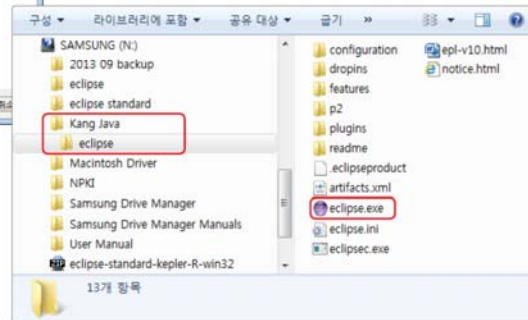 구성 라이브러리에 포함 공유 대상 굽기 »
SAMSUNG (N:)
2013 09 backup
eclipse
eclipse standard
Kang Java
eclipse
Macintosh Driver
NPKI
Samsung Drive Manager
Samsung Drive Manager Manuals
User Manual
eclipse-standard-kepler-R-win32
configuration
dropins
features
p2
plugins
readme
.eclipseproduct
artifacts.xml
eclipse.exe
eclipse.ini
eclipsec.exe
epl-v10.html
notice.html
13개 항목